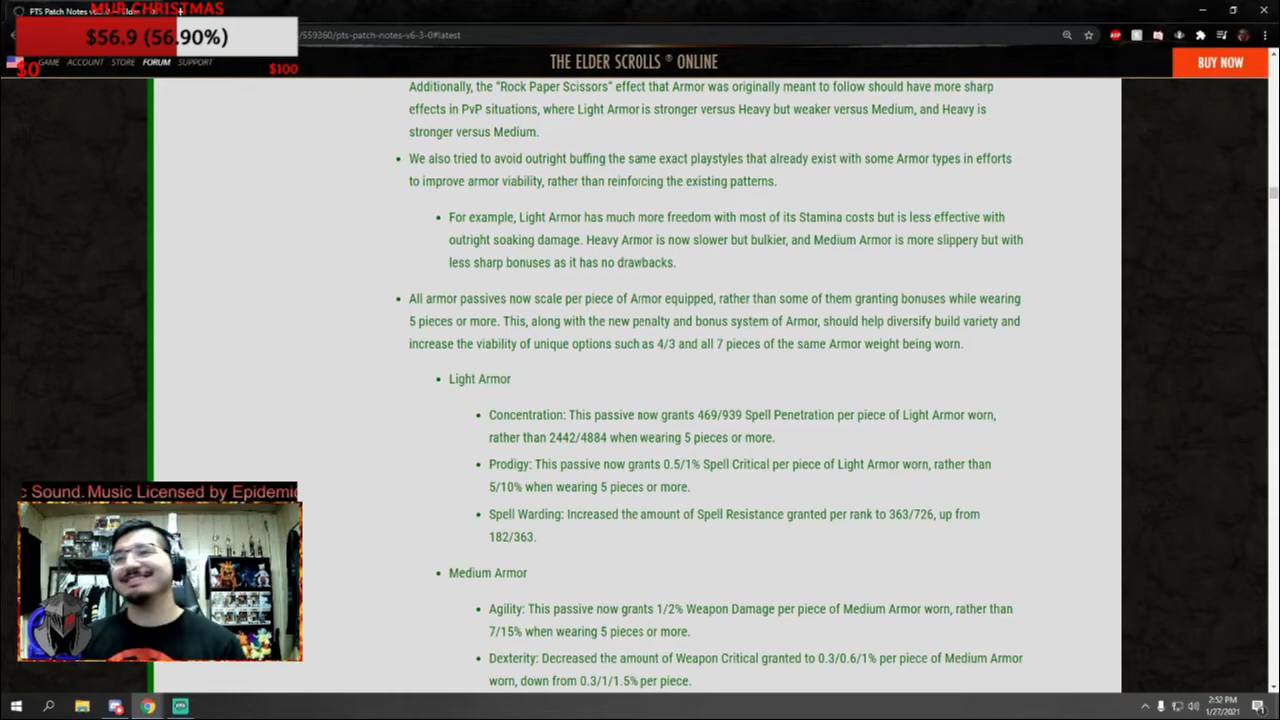 PTS Patch Notes v6
MUB CHRISTMAS
$56.9 (56.90%)
$0
$100
/559360/pts-patch-notes-v6-3-0#latest
GAME ACCOUNT STORE FORUM SUPPORT
THE ELDER SCROLLS ® ONLINE
BUY NOW
Additionally, the "Rock Paper Scissors" effect that Armor was originally meant to follow should have more sharp
effects in PvP situations, where Light Armor is stronger versus Heavy but weaker versus Medium, and Heavy is
stronger versus Medium.
• We also tried to avoid outright buffing the same exact playstyles that already exist with some Armor types in efforts
to improve armor viability, rather than reinforcing the existing patterns.
• For example, Light Armor has much more freedom with most of its Stamina costs but is less effective with
outright soaking damage. Heavy Armor is now slower but bulkier, and Medium Armor is more slippery but with
less sharp bonuses as it has no drawbacks.
• All armor passives now scale per piece of Armor equipped, rather than some of them granting bonuses while wearing
5 pieces or more. This, along with the new penalty and bonus system of Armor, should help diversify build variety and
increase the viability of unique options such as 4/3 and all 7 pieces of the same Armor weight being worn.
• Light Armor
• Concentration: This passive now grants 469/939 Spell Penetration per piece of Light Armor worn,
rather than 2442/4884 when wearing 5 pieces or more.
• Prodigy: This passive now grants 0.5/1% Spell Critical per piece of Light Armor worn, rather than
5/10% when wearing 5 pieces or more.
• Spell Warding: Increased the amount of Spell Resistance granted per rank to 363/726, up from
182/363.
• Medium Armor
• Agility: This passive now grants 1/2% Weapon Damage per piece of Medium Armor worn, rather than
7/15% when wearing 5 pieces or more.
• Dexterity: Decreased the amount of Weapon Critical granted to 0.3/0.6/1% per piece of Medium Armor
worn, down from 0.3/1/1.5% per piece.
c Sound. Music Licensed by Epidemic
2:52 PM
1/27/2021